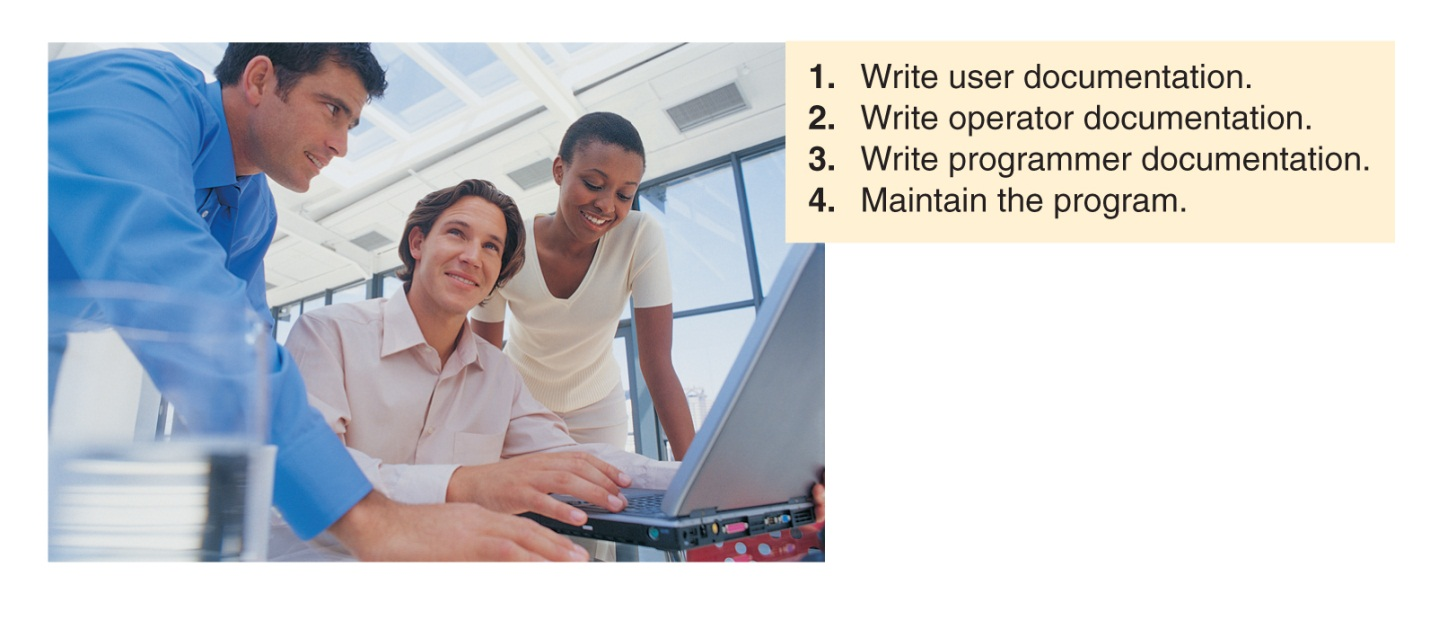 1. Write user documentation.
2. Write operator documentation.
3. Write programmer documentation.
4. Maintain the program.